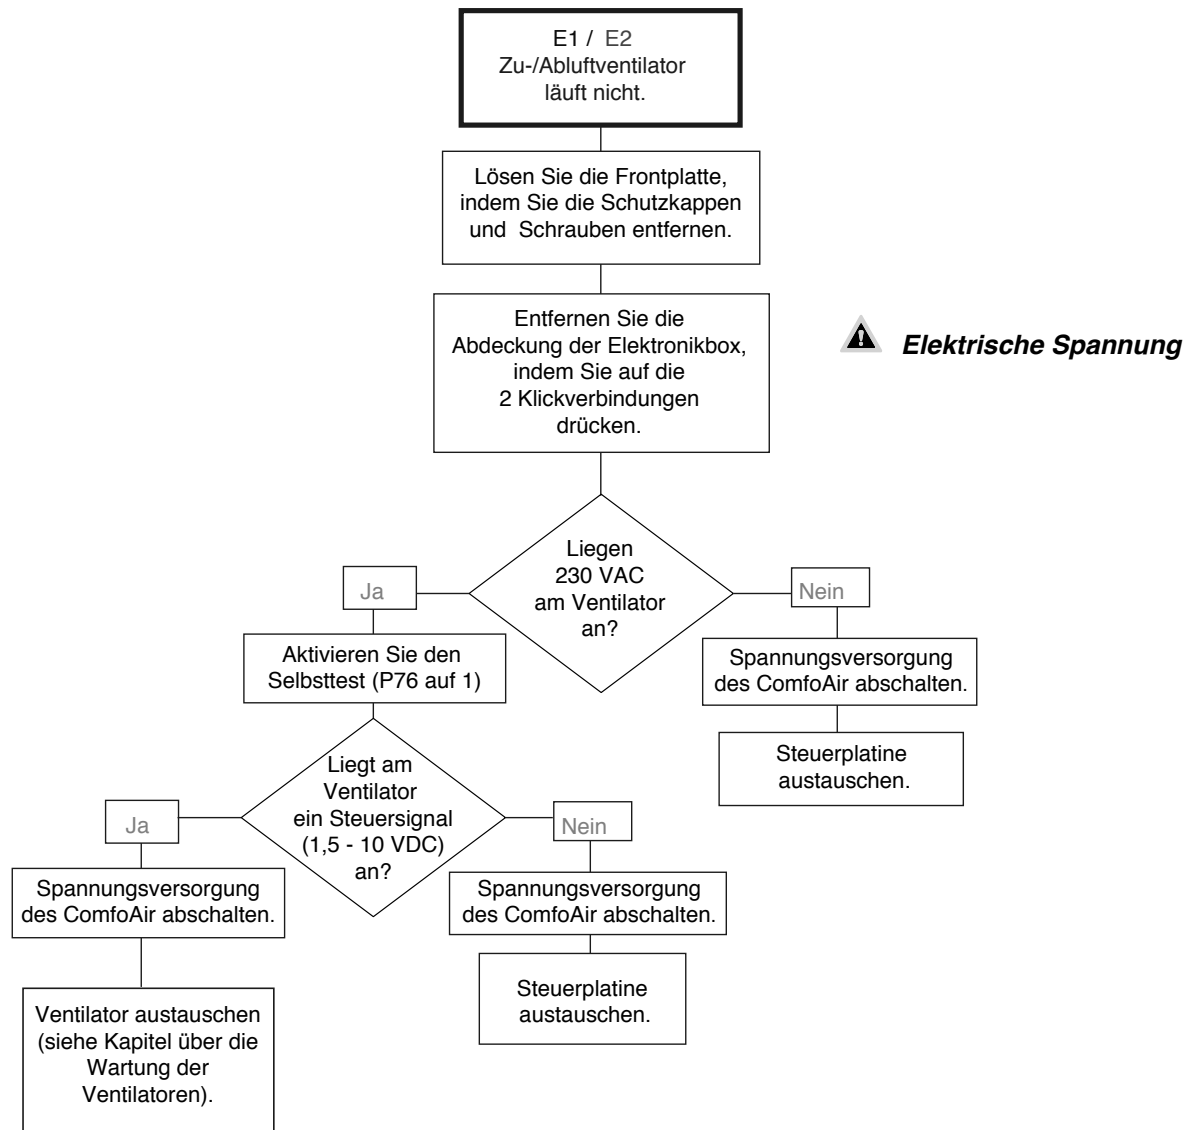 E1 / E2
Zu-/Abluftventilator
läuft nicht.
Lösen Sie die Frontplatte,
indem Sie die Schutzkappen
und Schrauben entfernen.
Entfernen Sie die
Abdeckung der Elektronikbox,
indem Sie auf die
2 Klickverbindungen
drücken.
Elektrische Spannung
Liegen
230 VAC
am Ventilator
an?
Ja
Nein
Aktivieren Sie den
Selbsttest (P76 auf 1)
Spannungsversorgung
des ComfoAir abschalten.
Steuerplatine
austauschen.
Liegt am
Ventilator
ein Steuersignal
(1,5 - 10 VDC)
an?
Ja
Nein
Spannungsversorgung
des ComfoAir abschalten.
Spannungsversorgung
des ComfoAir abschalten.
Ventilator austauschen
(siehe Kapitel über die
Wartung der
Ventilatoren).
Steuerplatine
austauschen.